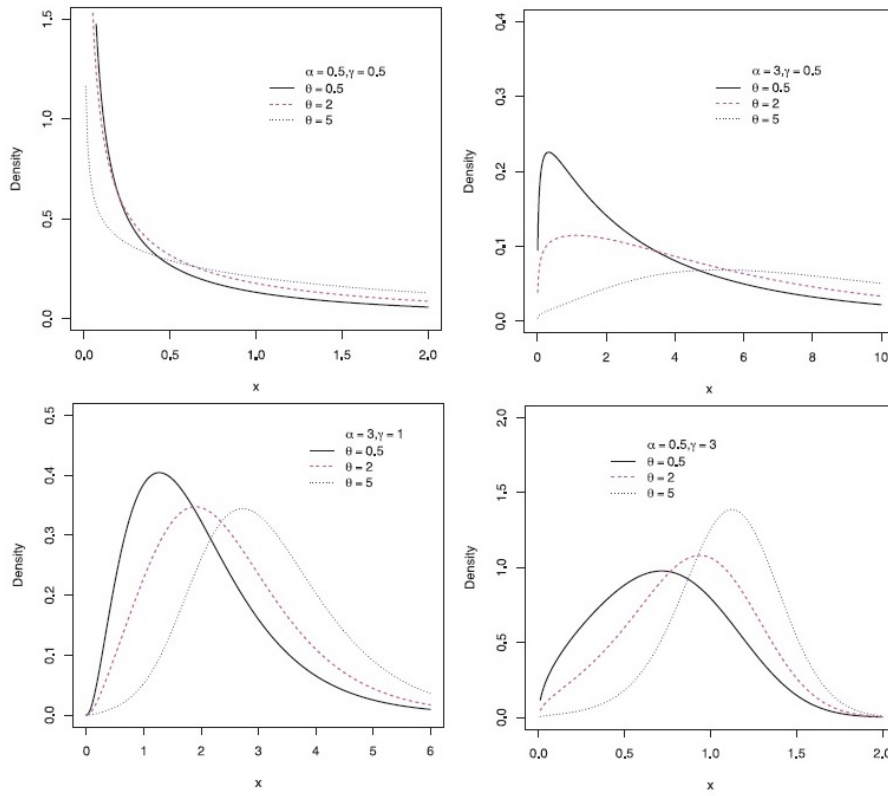 α = 0.5,γ = 0.5
θ = 0.5
θ = 2
θ = 5
Density
0.0 0.5 1.0 1.5
0.0 0.5 1.0 1.5 2.0
x
α = 3,γ = 0.5
θ = 0.5
θ = 2
θ = 5
Density
0.0 0.1 0.2 0.3 0.4
0 2 4 6 8 10
x
α = 3,γ = 1
θ = 0.5
θ = 2
θ = 5
Density
0.0 0.1 0.2 0.3 0.4 0.5
0 1 2 3 4 5 6
x
α = 0.5,γ = 3
θ = 0.5
θ = 2
θ = 5
Density
0.0 0.5 1.0 1.5 2.0
0.0 0.5 1.0 1.5 2.0
x